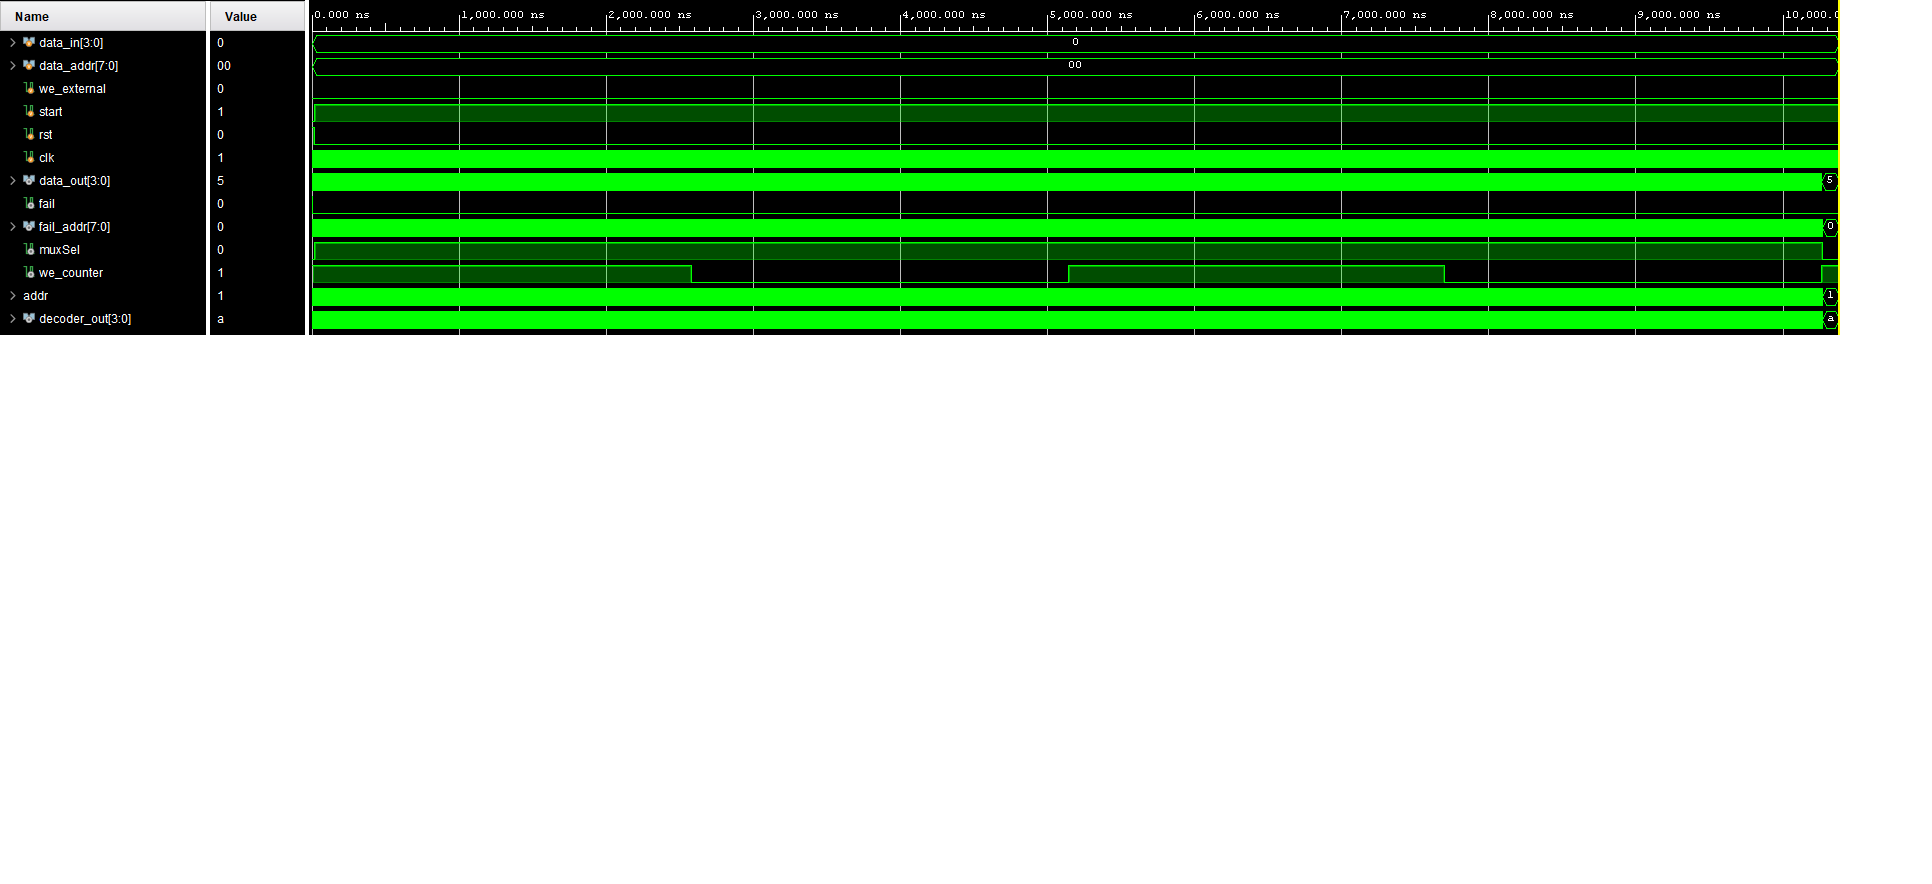 Name Value 0.000 ns 1,000.000 ns 2,000.000 ns 3,000.000 ns 4,000.000 ns 5,000.000 ns 6,000.000 ns 7,000.000 ns 8,000.000 ns 9,000.000 ns 10,000.0
data_in[3:0] 0 0
data_addr[7:0] 00 00
we_external 0
start 1
rst 0
clk 1
data_out[3:0] 5 5
fail 0
fail_addr[7:0] 0 0
muxSel 0
we_counter 1
addr 1 1
decoder_out[3:0] a a